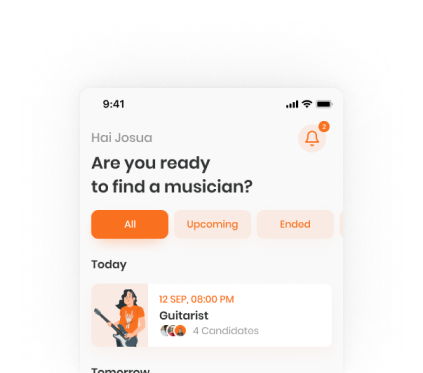 9:41
Hai Josua
2
Are you ready
to find a musician?
All
Upcoming
Ended
Today
12 SEP, 08:00 PM
Guitarist
4 Candidates
Tomorrow